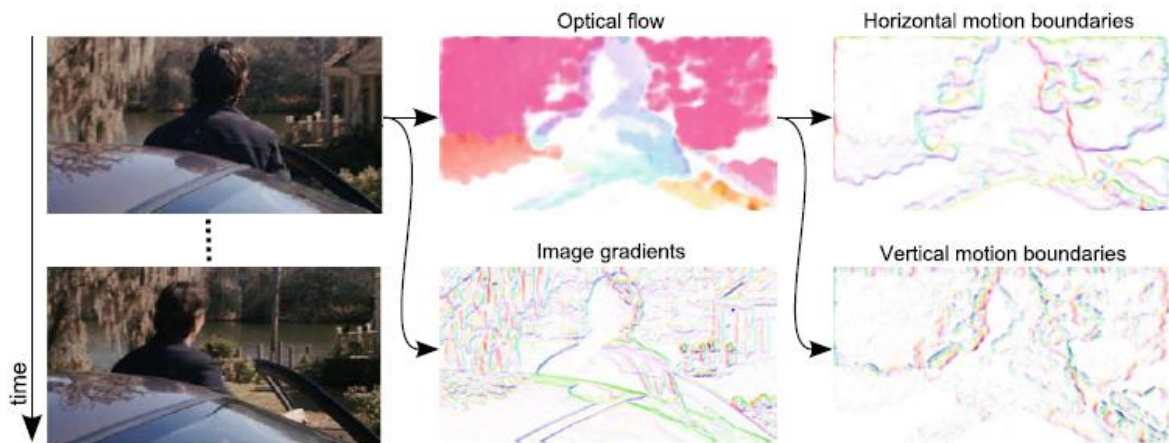 Optical flow
Horizontal motion boundaries
Image gradients
Vertical motion boundaries
time